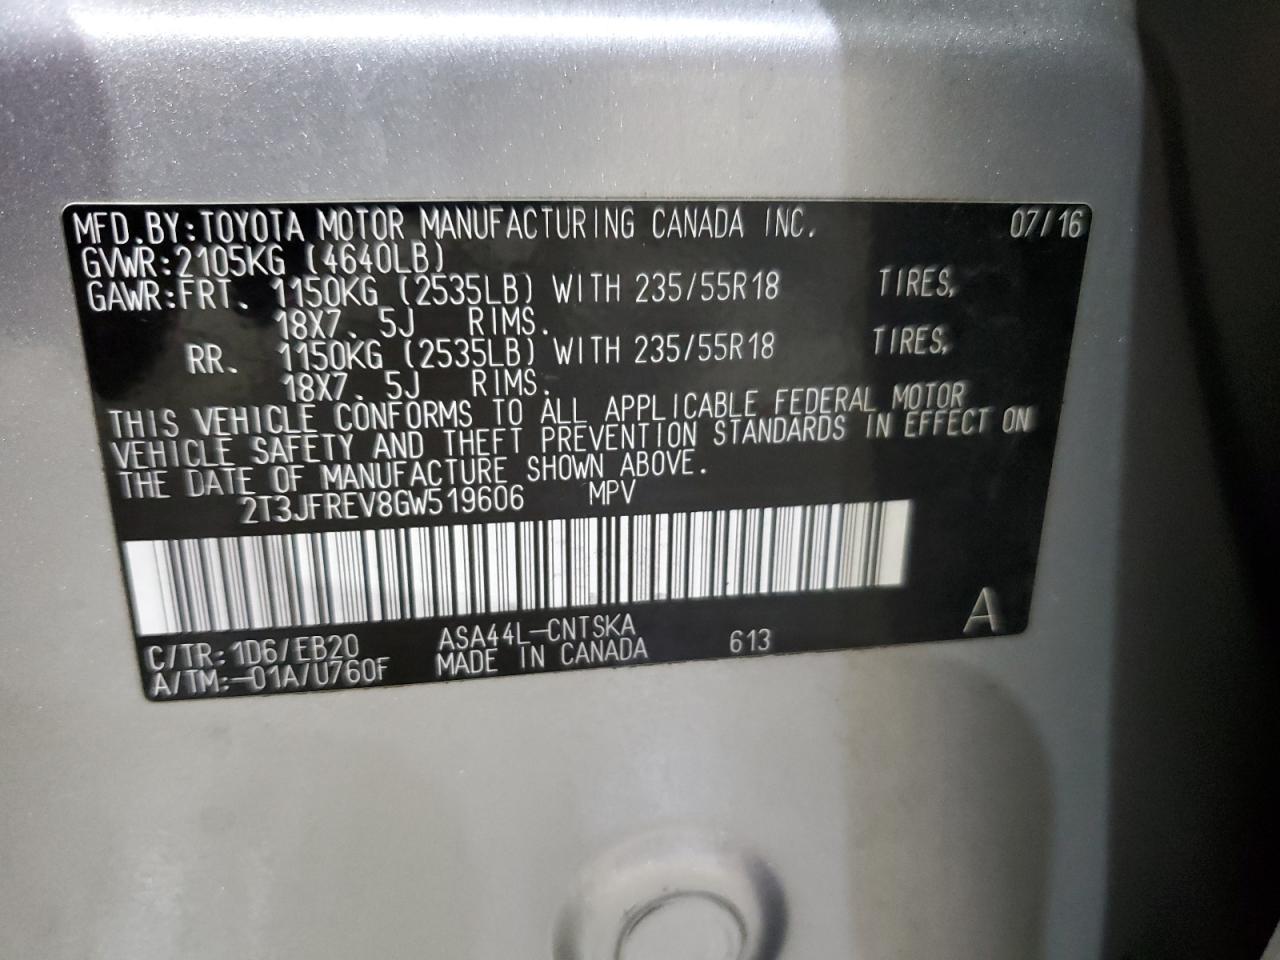 MFD.BY:TOYOTA MOTOR MANUFACTURING CANADA INC. 07/16
GVWR:2105KG (4640LB)
GAWR:FRT. 1150KG (2535LB) WITH 235/55R18 TIRES,
18X7. 5J RIMS.
RR. 1150KG (2535LB) WITH 235/55R18 TIRES,
18X7. 5J RIMS.
THIS VEHICLE CONFORMS TO ALL APPLICABLE FEDERAL MOTOR
VEHICLE SAFETY AND THEFT PREVENTION STANDARDS IN EFFECT ON
THE DATE OF MANUFACTURE SHOWN ABOVE.
2T3JFREV8GW519606 MPV
C/TR:1D6/EB20 ASA44L-CNTSKA 613 A
A/TM:-01A/U760F MADE IN CANADA